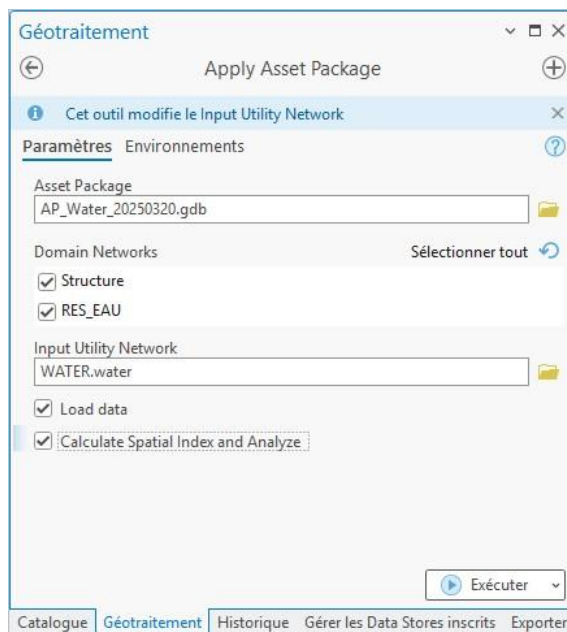 Géotraitement
Apply Asset Package
Cet outil modifie le Input Utility Network
Paramètres Environnements
Asset Package
AP_Water_20250320.gdb
Domain Networks Sélectionner tout
Structure
RES_EAU
Input Utility Network
WATER.water
Load data
Calculate Spatial Index and Analyze
Exécuter
Catalogue Géotraitement Historique Gérer les Data Stores inscrits Exporter